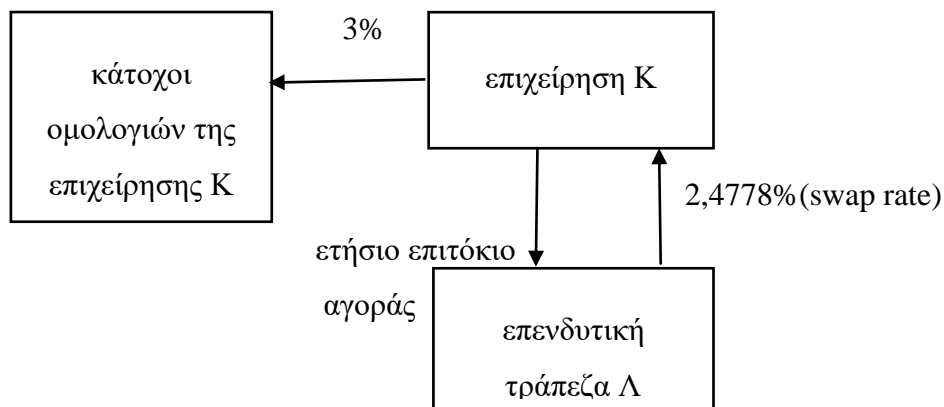 3%
κάτοχοι
ομολογιών της
επιχείρησης Κ
επιχείρηση Κ
2,4778% (swap rate)
ετήσιο επιτόκιο
αγοράς
επενδυτική
τράπεζα Λ